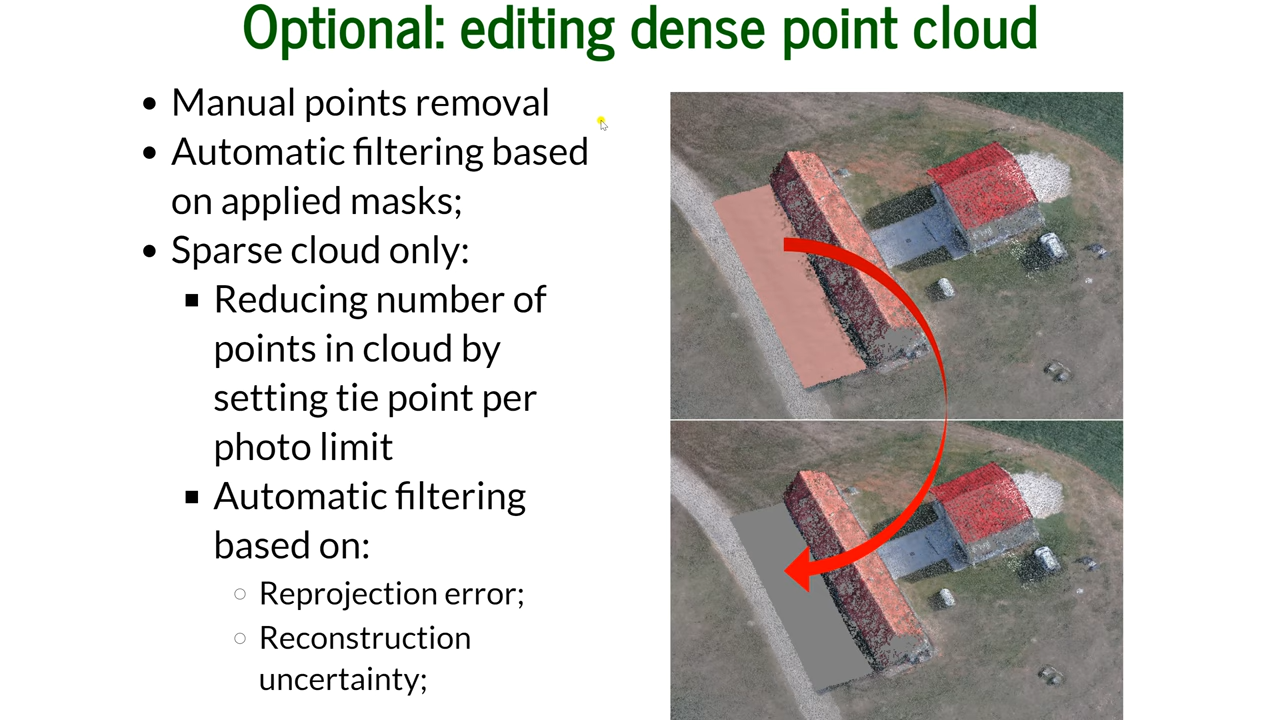 Optional: editing dense point cloud
• Manual points removal
• Automatic filtering based
on applied masks;
• Sparse cloud only:
▪ Reducing number of
points in cloud by
setting tie point per
photo limit
▪ Automatic filtering
based on:
○ Reprojection error;
○ Reconstruction
uncertainty;